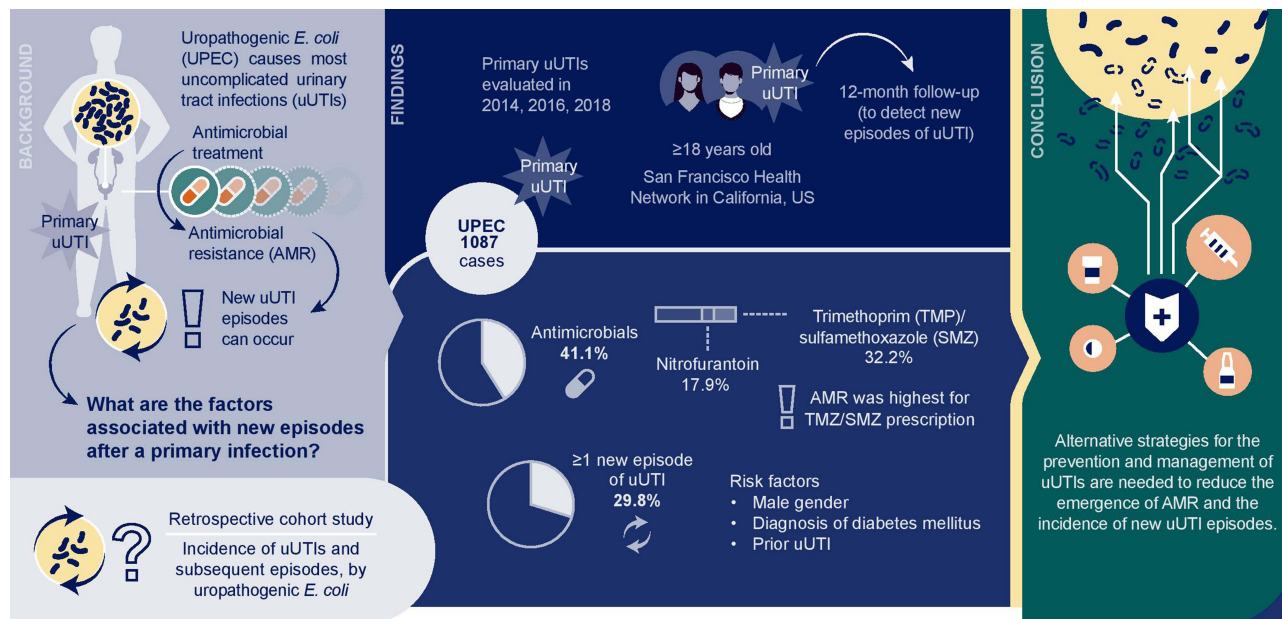 BACKGROUND
Uropathogenic E. coli
(UPEC) causes most
uncomplicated urinary
tract infections (uUTIs)
Antimicrobial
treatment
Primary
uUTI
Antimicrobial
resistance (AMR)
New uUTI
episodes
can occur
What are the factors
associated with new episodes
after a primary infection?
Retrospective cohort study
Incidence of uUTIs and
subsequent episodes, by
uropathogenic E. coli
FINDINGS
Primary uUTIs
evaluated in
2014, 2016, 2018
Primary
uUTI
12-month follow-up
(to detect new
episodes of uUTI)
≥18 years old
San Francisco Health
Network in California, US
Primary
uUTI
UPEC
1087
cases
Antimicrobials
41.1%
Nitrofurantoin
17.9%
Trimethoprim (TMP)/
sulfamethoxazole (SMZ)
32.2%
AMR was highest for
TMZ/SMZ prescription
≥1 new episode
of uUTI
29.8%
Risk factors
• Male gender
• Diagnosis of diabetes mellitus
• Prior uUTI
CONCLUSION
Alternative strategies for the
prevention and management of
uUTIs are needed to reduce the
emergence of AMR and the
incidence of new uUTI episodes.